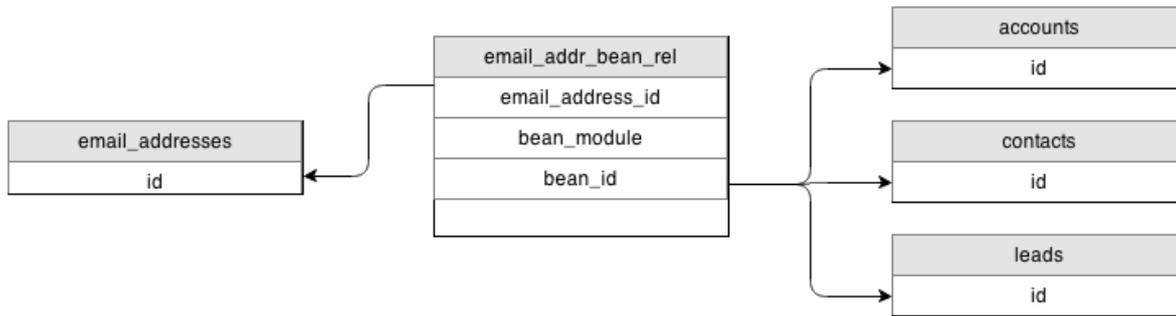 email_addresses
id
email_addr_bean_rel
email_address_id
bean_module
bean_id
accounts
id
contacts
id
leads
id